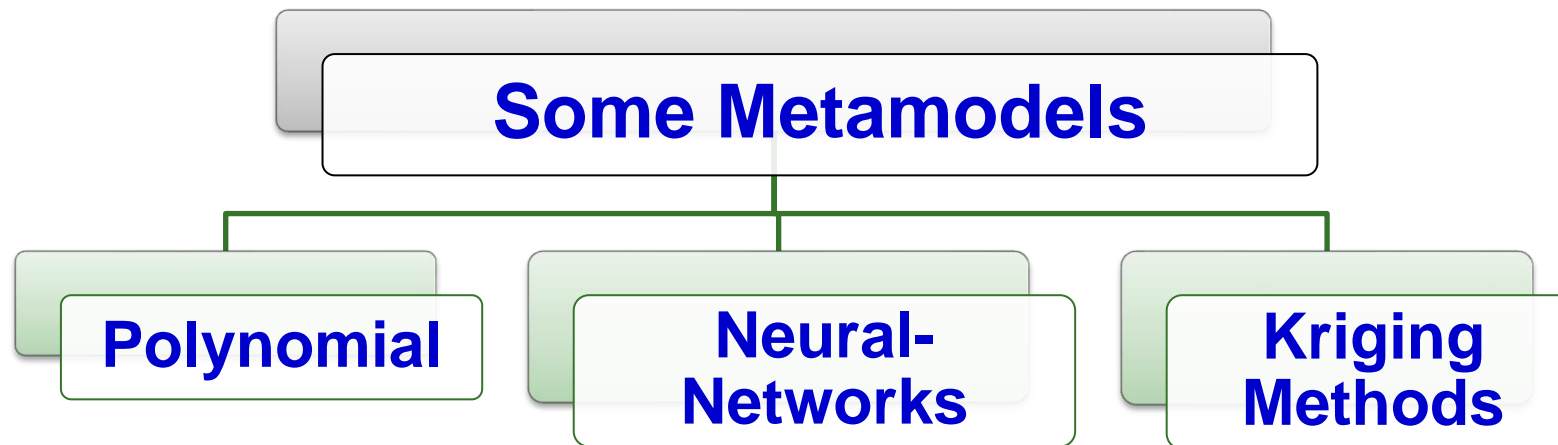 Some Metamodels
Polynomial
Neural-
Networks
Kriging
Methods